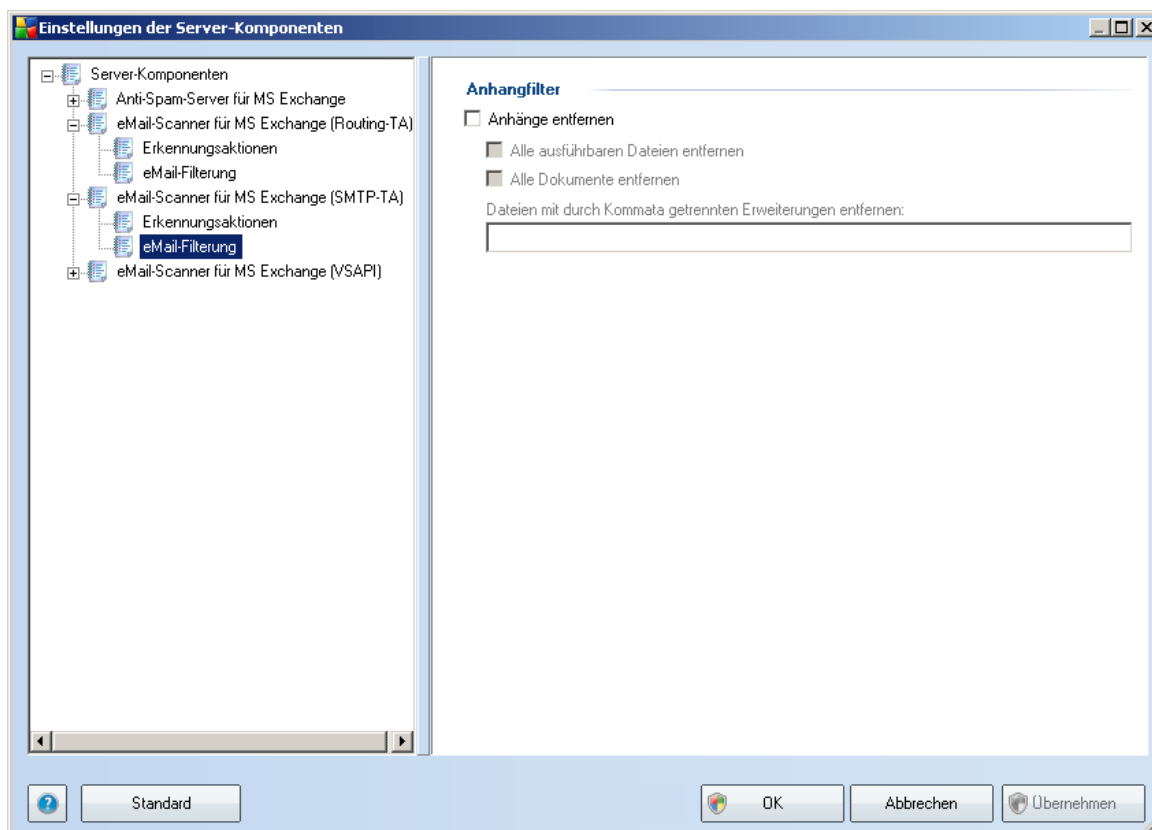 Einstellungen der Server-Komponenten
Server-Komponenten
Anti-Spam-Server für MS Exchange
eMail-Scanner für MS Exchange (Routing-TA)
Erkennungsaktionen
eMail-Filterung
eMail-Scanner für MS Exchange (SMTP-TA)
Erkennungsaktionen
eMail-Filterung
eMail-Scanner für MS Exchange (VSAPI)
Anhangfilter
Anhänge entfernen
Alle ausführbaren Dateien entfernen
Alle Dokumente entfernen
Dateien mit durch Kommata getrennten Erweiterungen entfernen:
Standard
OK
Abbrechen
Übernehmen